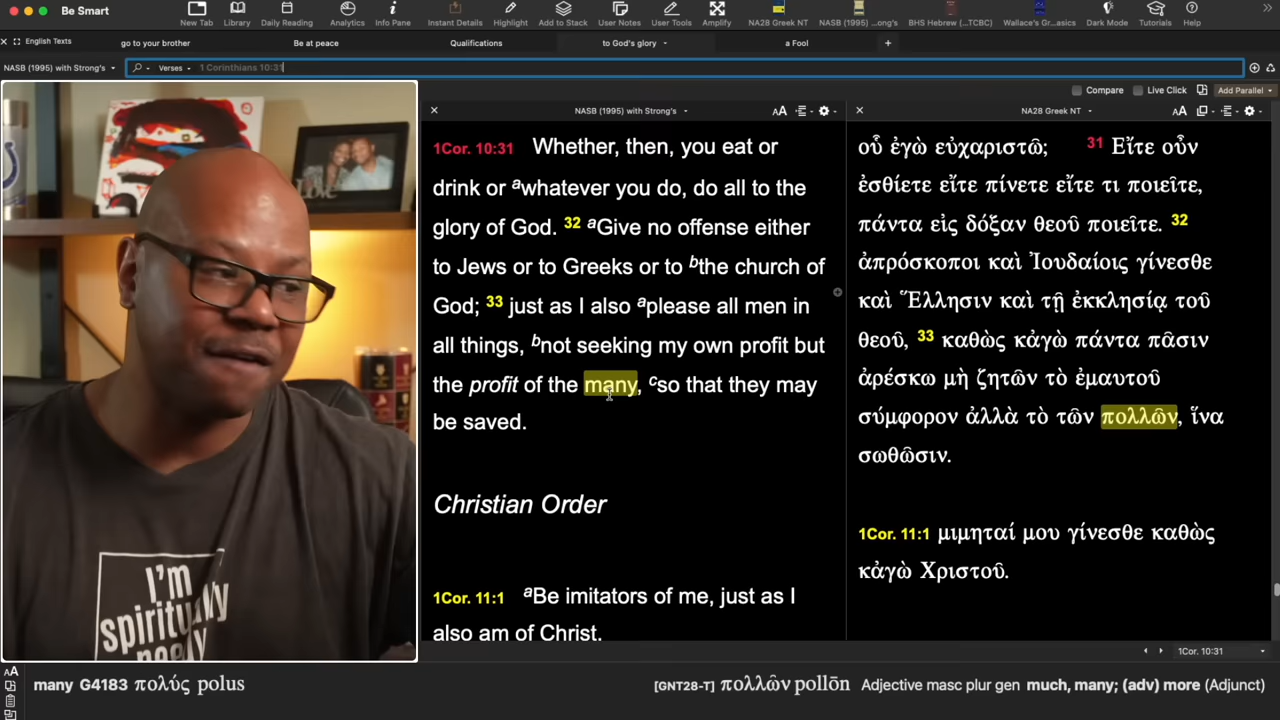 Be Smart
New Tab
Library
Daily Reading
Analytics
Info Pane
Instant Details
Highlight
Add to Stack
User Notes
User Tools
Amplify
NA28 Greek NT
NASB (1995) ...ong's
BHS Hebrew (...TCBC)
Wallace's Gr...asics
Dark Mode
Tutorials
Help
English Texts
go to your brother
Be at peace
Qualifications
to God's glory
a Fool
NASB (1995) with Strong's
Verses
1 Corinthians 10:31
Compare
Live Click
Add Parallel
NASB (1995) with Strong's
1Cor. 10:31 Whether, then, you eat or
drink or awhatever you do, do all to the
glory of God. 32 aGive no offense either
to Jews or to Greeks or to bthe church of
God; 33 just as I also aplease all men in
all things, bnot seeking my own profit but
the profit of the many, cso that they may
be saved.
Christian Order
1Cor. 11:1 aBe imitators of me, just as I
also am of Christ.
NA28 Greek NT
οὗ ἐγὼ εὐχαριστῶ; 31 Εἴτε οὖν
ἐσθίετε εἴτε πίνετε εἴτε τι ποιεῖτε,
πάντα εἰς δόξαν θεοῦ ποιεῖτε. 32
ἀπρόσκοποι καὶ Ἰουδαίοις γίνεσθε
καὶ Ἕλλησιν καὶ τῇ ἐκκλησίᾳ τοῦ
θεοῦ, 33 καθὼς κἀγὼ πάντα πᾶσιν
ἀρέσκω μὴ ζητῶν τὸ ἐμαυτοῦ
σύμφορον ἀλλὰ τὸ τῶν πολλῶν, ἵνα
σωθῶσιν.
1Cor. 11:1 μιμηταί μου γίνεσθε καθὼς
κἀγὼ Χριστοῦ.
1Cor. 10:31
Love
I'm
spiritually
needy
many G4183 πολύς polus
[GNT28-T] πολλῶν pollōn Adjective masc plur gen much, many; (adv) more (Adjunct)